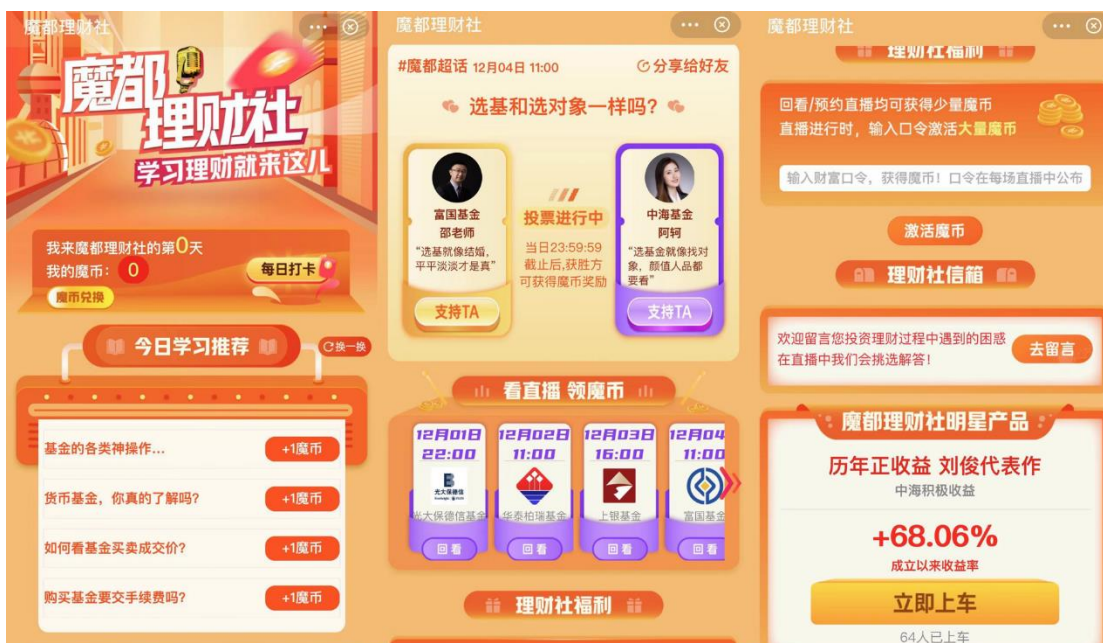 魔都理财社
魔都
理财社
学习理财就来这儿
我来魔都理财社的第0天
我的魔币: 0
每日打卡
魔币兑换
今日学习推荐
换一换
基金的各类神操作...
+1魔币
货币基金，你真的了解吗?
+1魔币
如何看基金买卖成交价?
+1魔币
购买基金要交手续费吗?
+1魔币
魔都理财社
#魔都超话 12月04日 11:00
分享给好友
选基和选对象一样吗?
富国基金
邵老师
“选基就像结婚，
平平淡淡才是真”
支持TA
投票进行中
当日23:59:59
截止后,获胜方
可获得魔币奖励
中海基金
阿轲
“选基金就像找对
象，颜值人品都
要看”
支持TA
看直播 领魔币
12月01日
22:00
光大保德信
光大保德信基金
回看
12月02日
11:00
华泰柏瑞基金
回看
12月03日
16:00
上银基金
回看
12月04
11:00
富国基金
回看
理财社福利
魔都理财社
理财社福利
回看/预约直播均可获得少量魔币
直播进行时，输入口令激活大量魔币
输入财富口令，获得魔币！口令在每场直播中公布
激活魔币
理财社信箱
欢迎留言您投资理财过程中遇到的困惑
在直播中我们会挑选解答！
去留言
魔都理财社明星产品
历年正收益 刘俊代表作
中海积极收益
+68.06%
成立以来收益率
立即上车
64人已上车